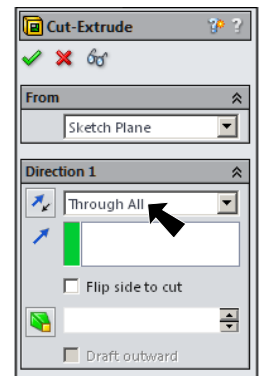 Cut-Extrude
From
Sketch Plane
Direction 1
Through All
Flip side to cut
Draft outward